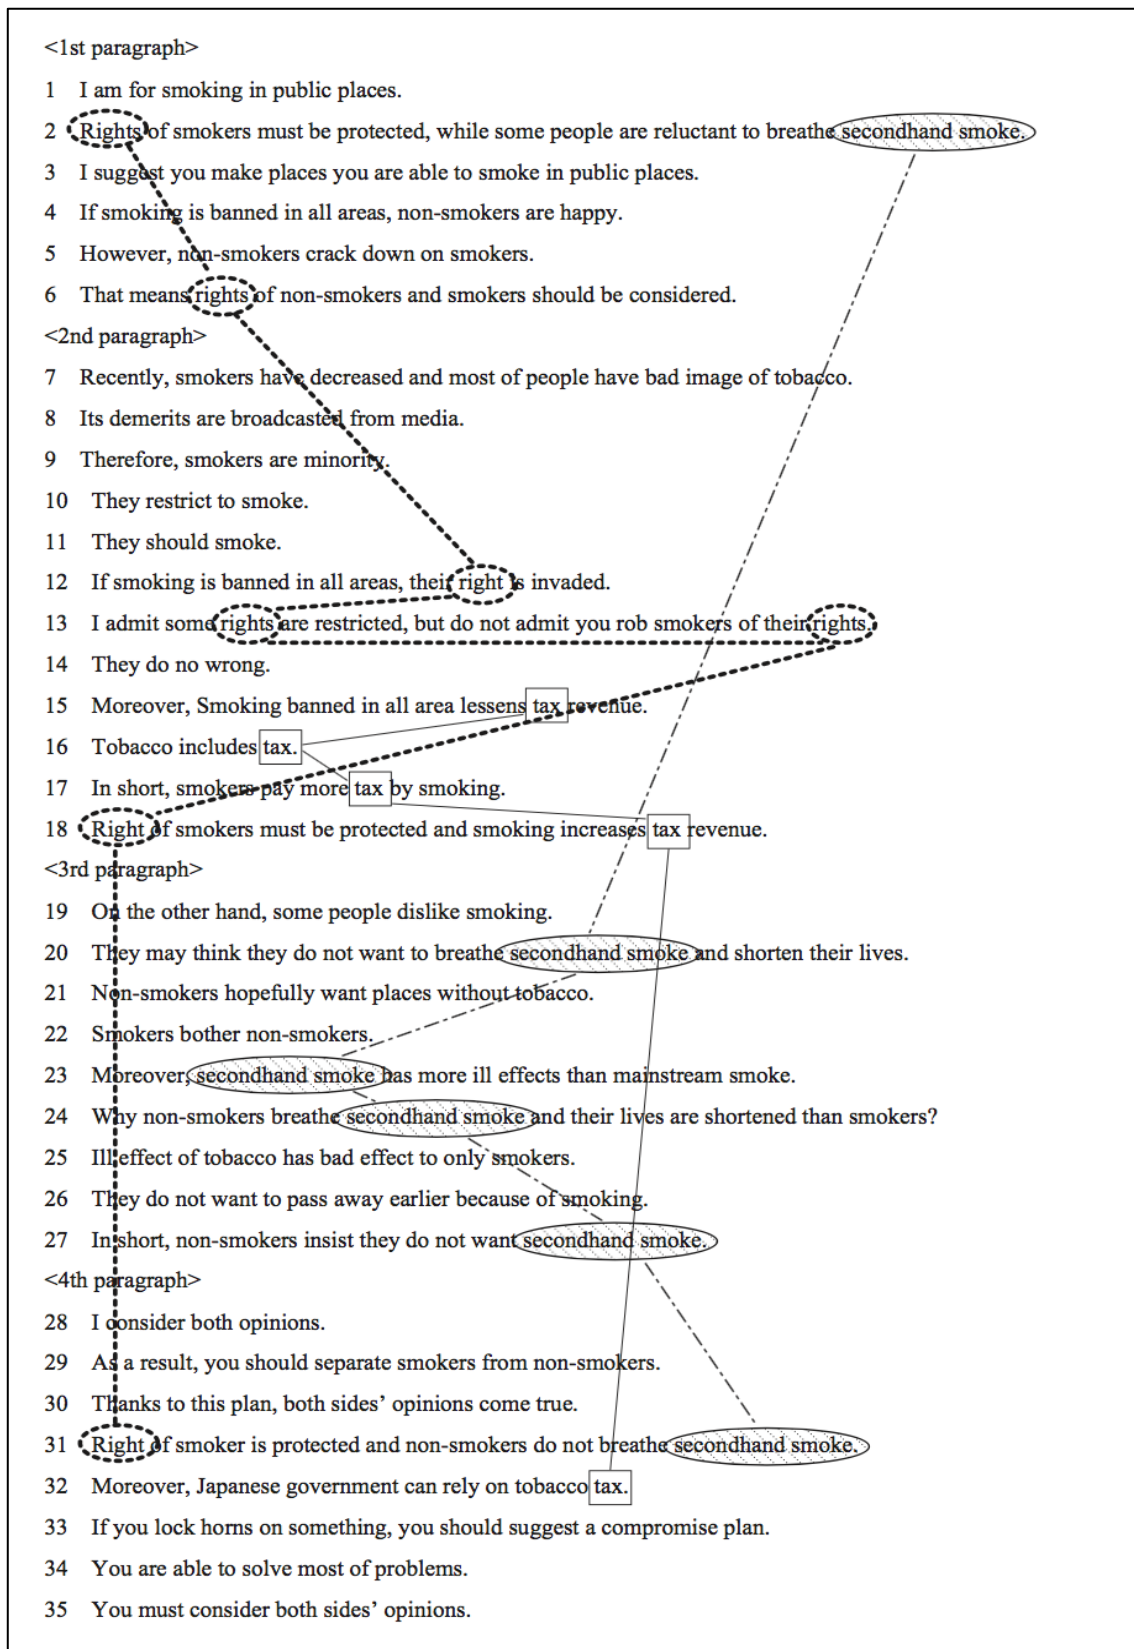 <1st paragraph>
1 I am for smoking in public places.
2 Rights of smokers must be protected, while some people are reluctant to breathe secondhand smoke.
3 I suggest you make places you are able to smoke in public places.
4 If smoking is banned in all areas, non-smokers are happy.
5 However, non-smokers crack down on smokers.
6 That means rights of non-smokers and smokers should be considered.
<2nd paragraph>
7 Recently, smokers have decreased and most of people have bad image of tobacco.
8 Its demerits are broadcasted from media.
9 Therefore, smokers are minority.
10 They restrict to smoke.
11 They should smoke.
12 If smoking is banned in all areas, their right is invaded.
13 I admit some rights are restricted, but do not admit you rob smokers of their rights.
14 They do no wrong.
15 Moreover, Smoking banned in all area lessens tax revenue.
16 Tobacco includes tax.
17 In short, smokers pay more tax by smoking.
18 Right of smokers must be protected and smoking increases tax revenue.
<3rd paragraph>
19 On the other hand, some people dislike smoking.
20 They may think they do not want to breathe secondhand smoke and shorten their lives.
21 Non-smokers hopefully want places without tobacco.
22 Smokers bother non-smokers.
23 Moreover, secondhand smoke has more ill effects than mainstream smoke.
24 Why non-smokers breathe secondhand smoke and their lives are shortened than smokers?
25 Ill effect of tobacco has bad effect to only smokers.
26 They do not want to pass away earlier because of smoking.
27 In short, non-smokers insist they do not want secondhand smoke.
<4th paragraph>
28 I consider both opinions.
29 As a result, you should separate smokers from non-smokers.
30 Thanks to this plan, both sides' opinions come true.
31 Right of smoker is protected and non-smokers do not breathe secondhand smoke.
32 Moreover, Japanese government can rely on tobacco tax.
33 If you lock horns on something, you should suggest a compromise plan.
34 You are able to solve most of problems.
35 You must consider both sides' opinions.